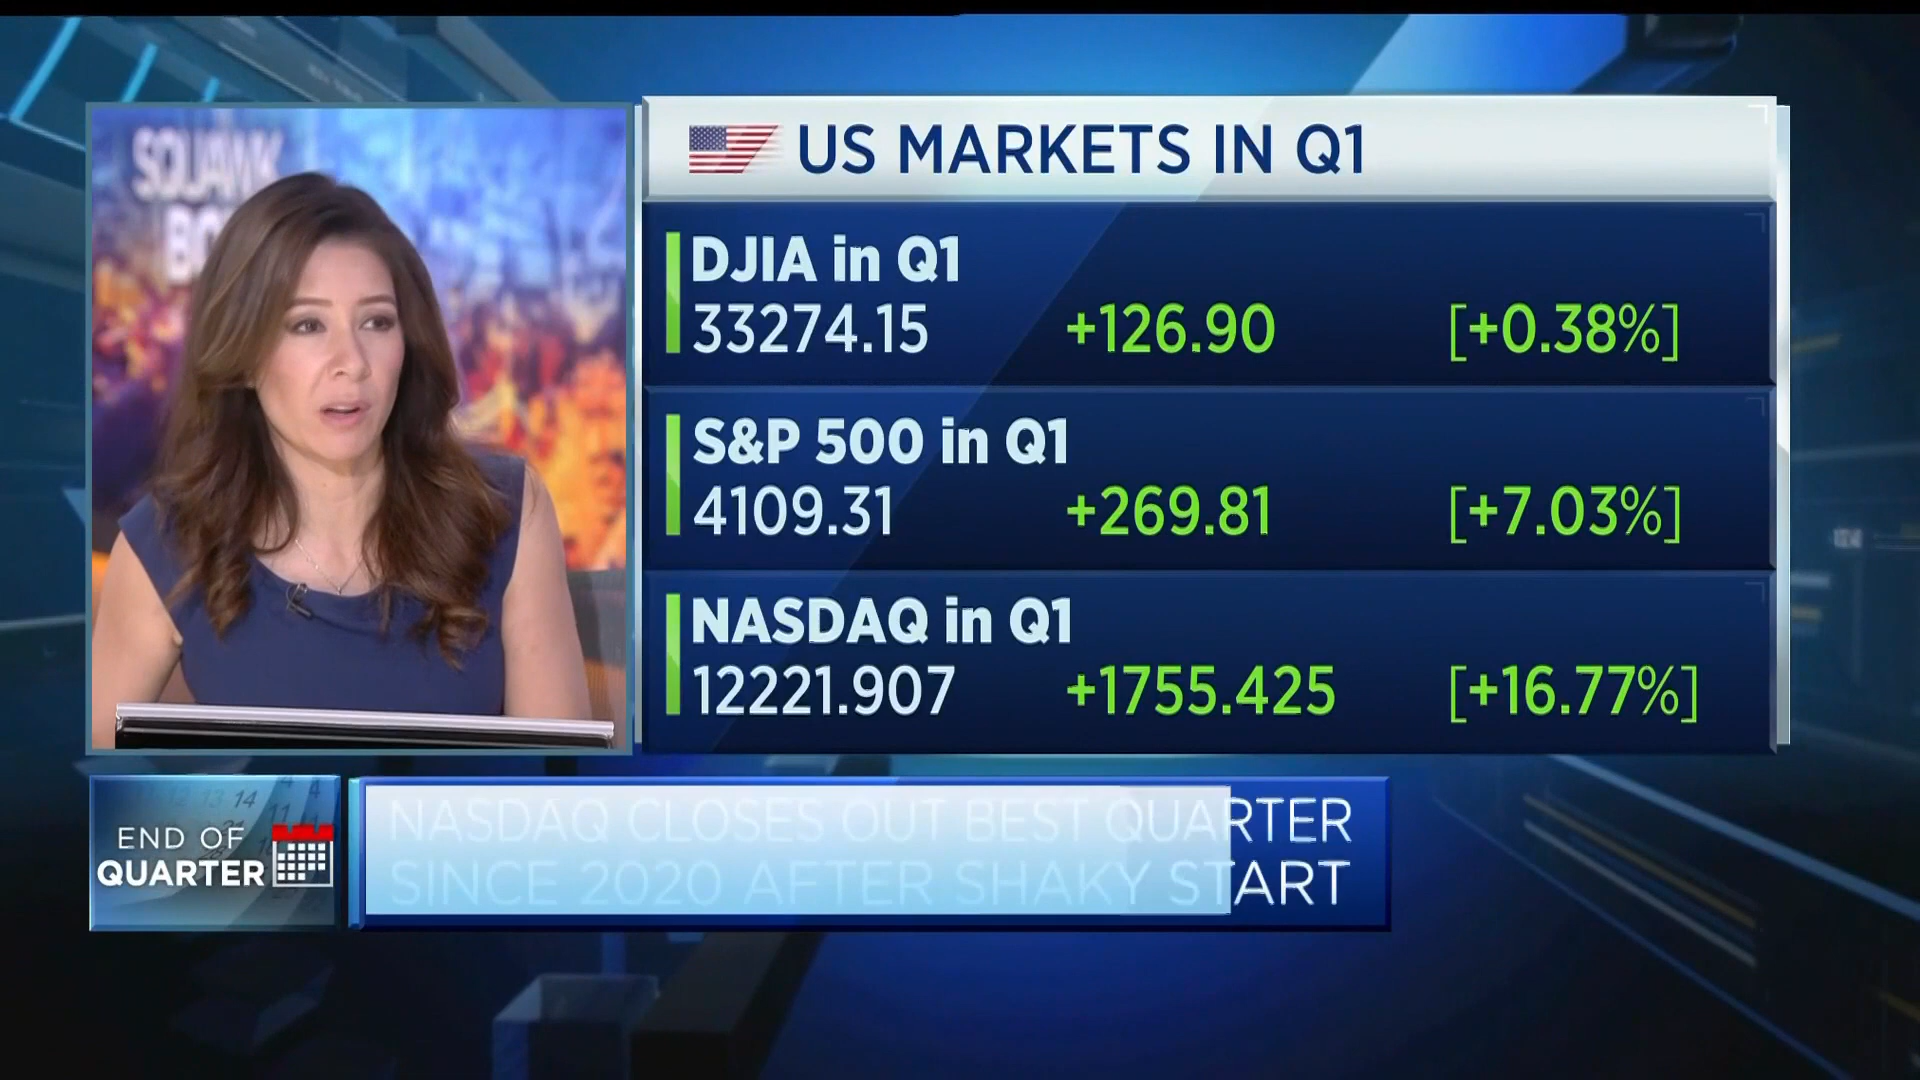 SQUAWK
US MARKETS IN Q1
DJIA in Q1
33274.15 +126.90 [+0.38%]
S&P 500 in Q1
4109.31 +269.81 [+7.03%]
NASDAQ in Q1
12221.907 +1755.425 [+16.77%]
END OF
QUARTER
NASDAQ CLOSES OUT BEST QUARTER
SINCE 2020 AFTER SHAKY START